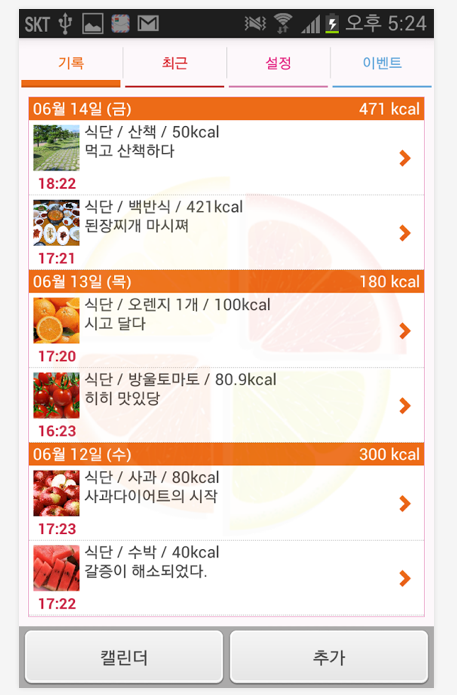 SKT 오후 5:24
기록 최근 설정 이벤트
06월 14일 (금) 471 kcal
식단 / 산책 / 50kcal
먹고 산책하다
18:22
식단 / 백반식 / 421kcal
된장찌개 마시쪄
17:21
06월 13일 (목) 180 kcal
식단 / 오렌지 1개 / 100kcal
시고 달다
17:20
식단 / 방울토마토 / 80.9kcal
히히 맛있당
16:23
06월 12일 (수) 300 kcal
식단 / 사과 / 80kcal
사과다이어트의 시작
17:23
식단 / 수박 / 40kcal
갈증이 해소되었다.
17:22
캘린더 추가